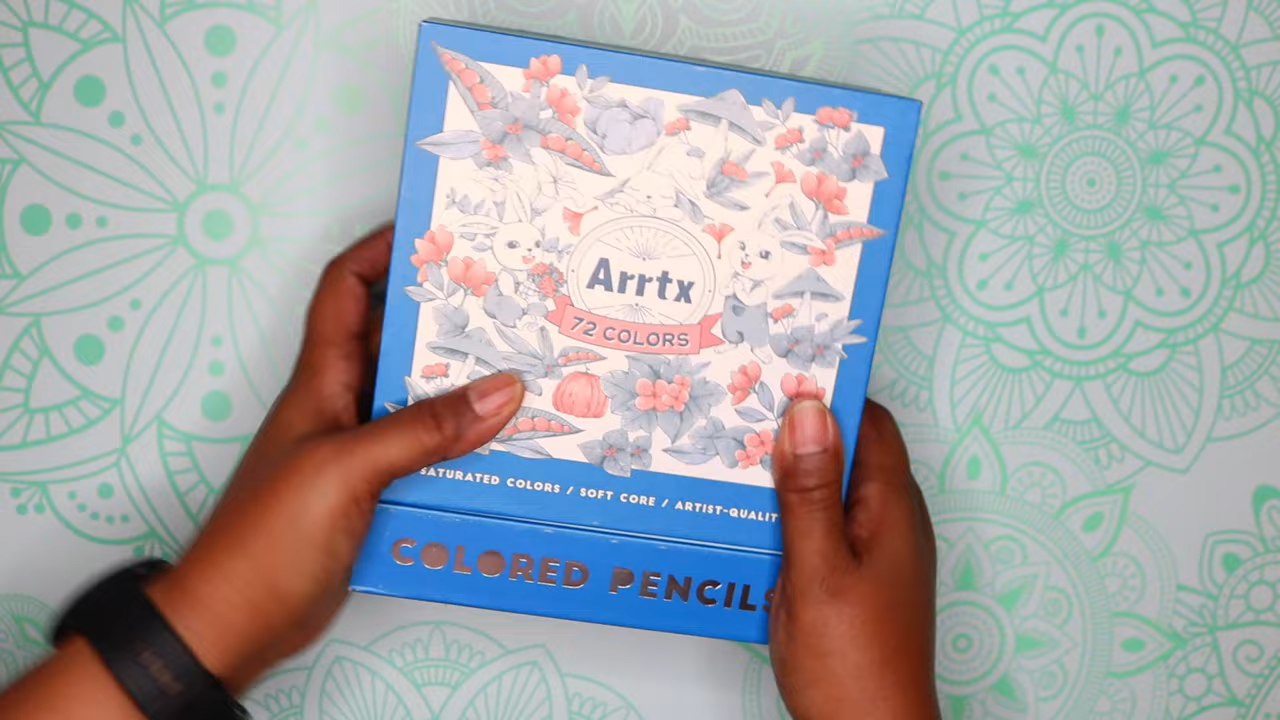 Arrtx
72 COLORS
SATURATED COLORS / SOFT CORE / ARTIST-QUALIT
COLORED PENCILS